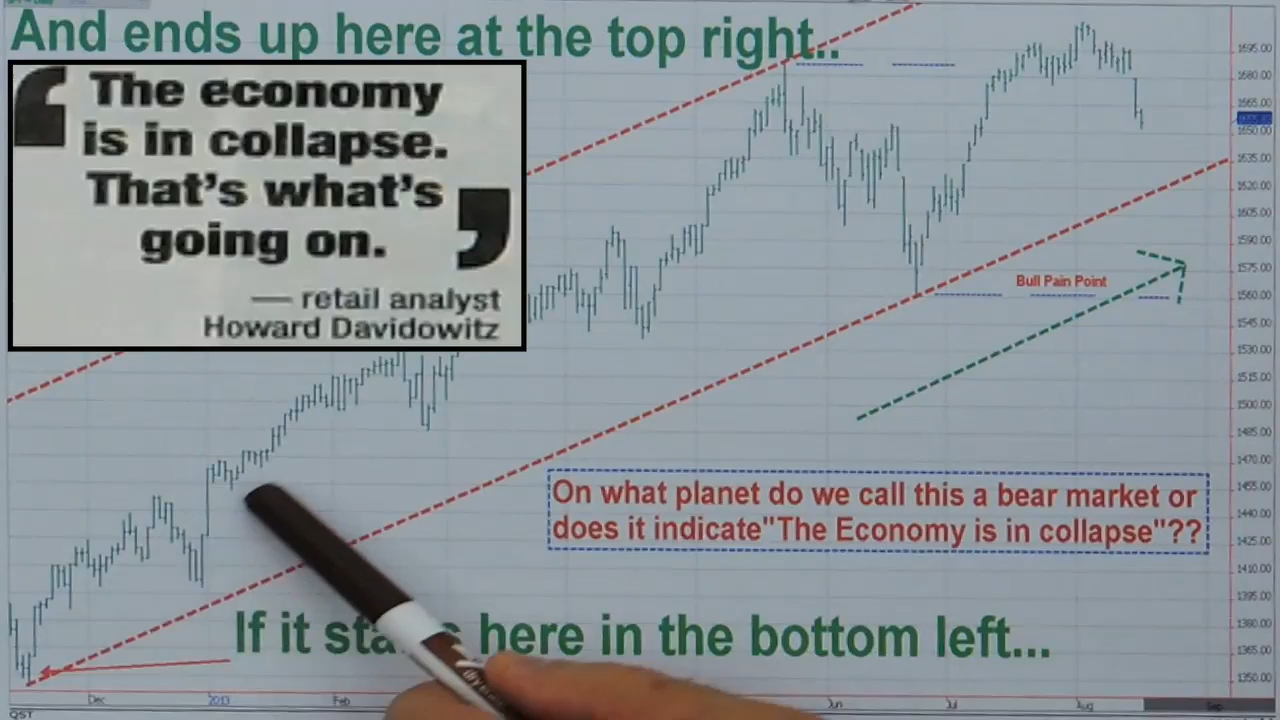 And ends up here at the top right..
“ The economy
is in collapse.
That's what's
going on. ”
— retail analyst
Howard Davidowitz
1695.00
1680.00
1665.00
1650.00
1635.00
1620.00
1605.00
1590.00
1575.00
1560.00
1545.00
1530.00
1515.00
1500.00
1485.00
1470.00
1455.00
1440.00
1425.00
1410.00
1395.00
1380.00
1365.00
1350.00
Bull Pain Point
On what planet do we call this a bear market or
does it indicate"The Economy is in collapse"??
If it here in the bottom left...
Dec 2013 Feb Jun Jul Aug Sep
QST